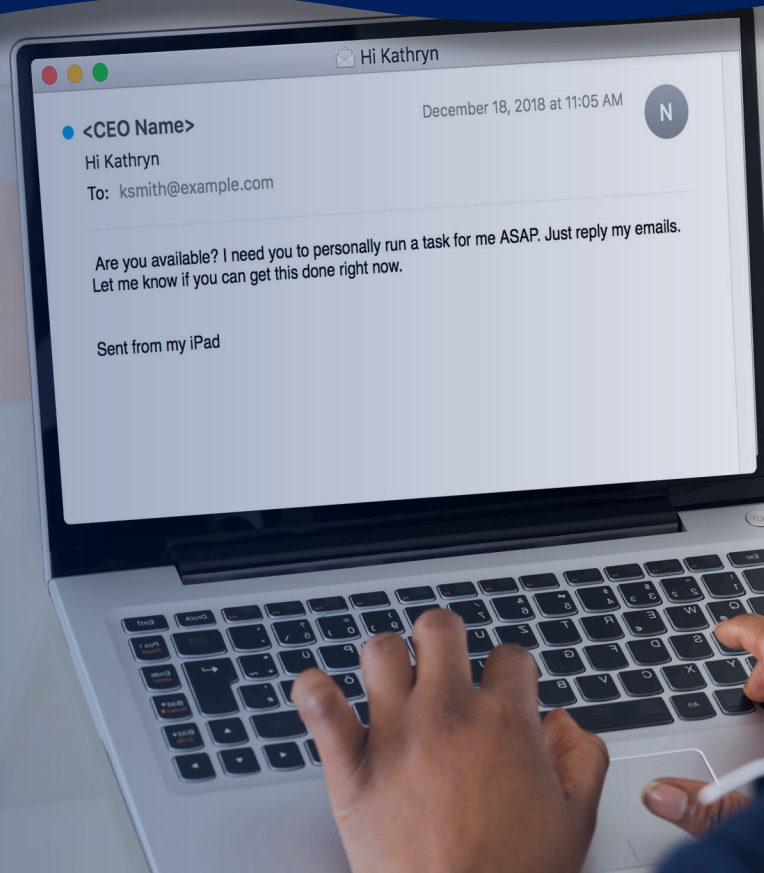 Hi Kathryn
<CEO Name>
December 18, 2018 at 11:05 AM
N
Hi Kathryn
To: ksmith@example.com
Are you available? I need you to personally run a task for me ASAP. Just reply my emails.
Let me know if you can get this done right now.
Sent from my iPad